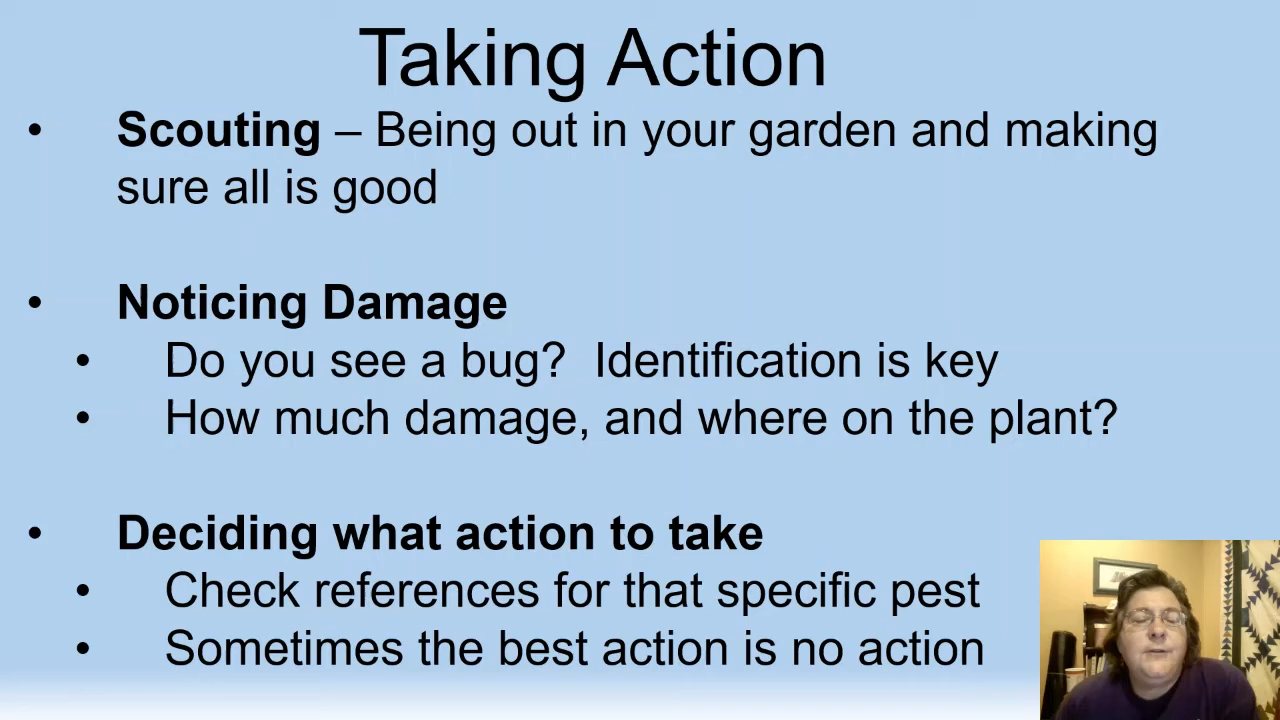 Taking Action
• Scouting – Being out in your garden and making
sure all is good
• Noticing Damage
• Do you see a bug?  Identification is key
• How much damage, and where on the plant?
• Deciding what action to take
• Check references for that specific pest
• Sometimes the best action is no action